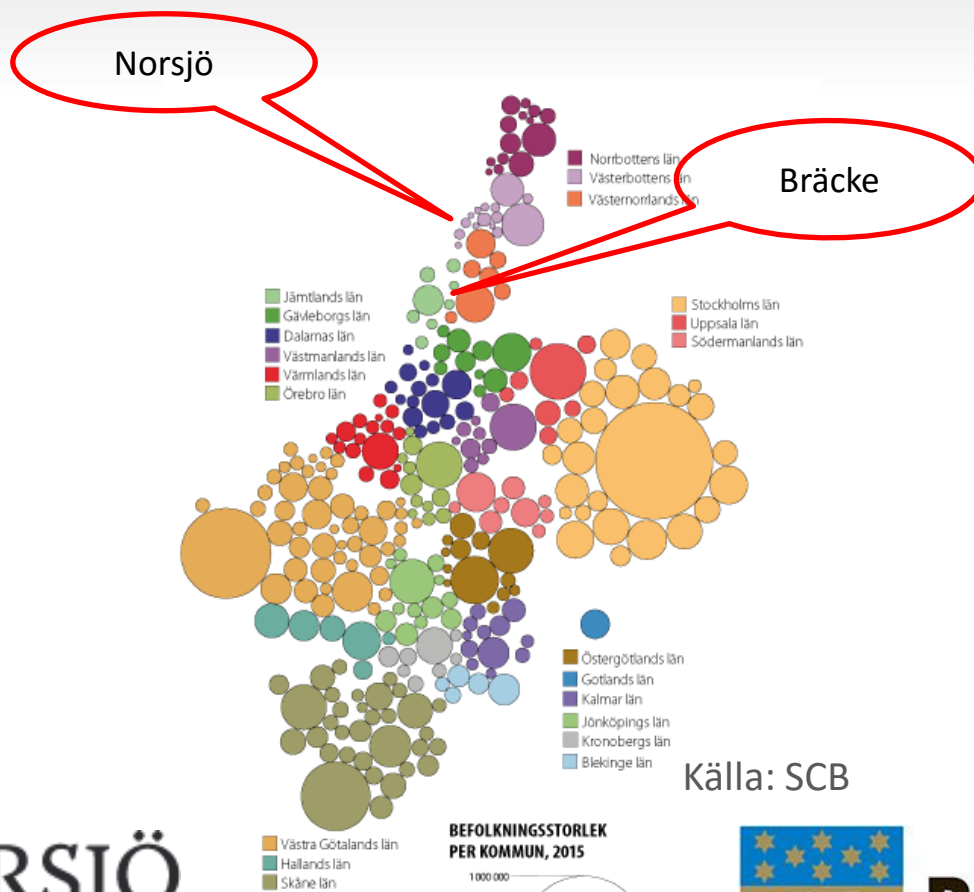 Norsjö
Bräcke
Norrbottens län
Västerbottens län
Västernorrlands län
Jämtlands län
Gävleborgs län
Dalarnas län
Västmanlands län
Värmlands län
Örebro län
Stockholms län
Uppsala län
Södermanlands län
Östergötlands län
Gotlands län
Kalmar län
Jönköpings län
Kronobergs län
Blekinge län
Källa: SCB
Västra Götalands län
Hallands län
Skåne län
BEFOLKNINGSSTORLEK
PER KOMMUN, 2015
1 000 000
RSJÖ